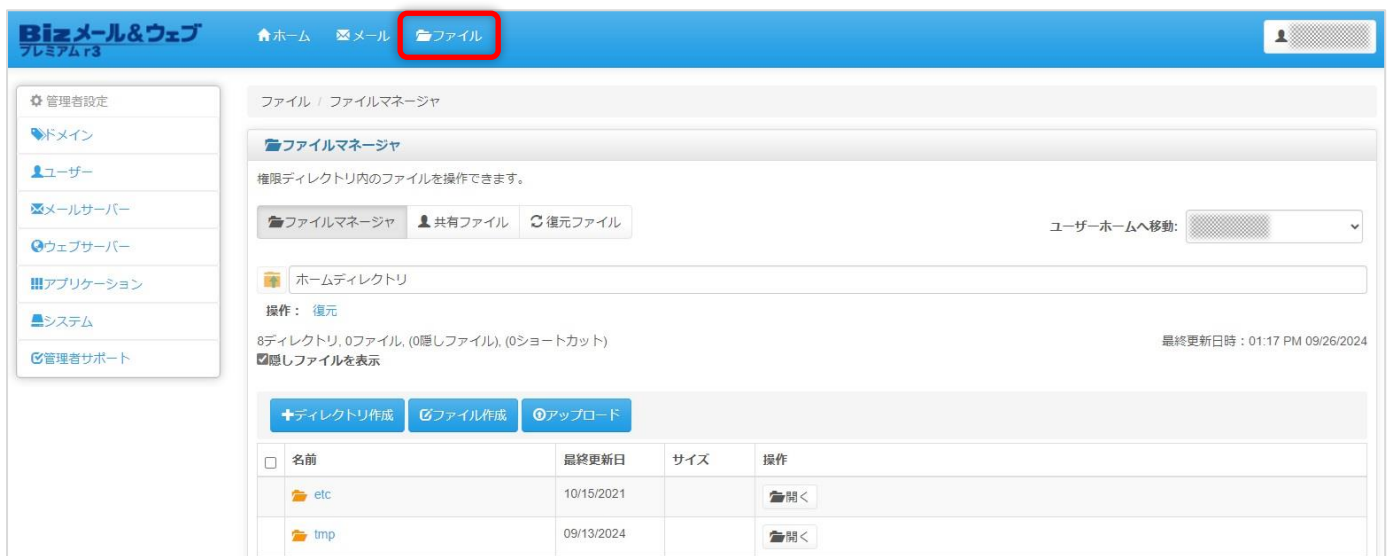 Bizメール&ウェブ
プレミアム r3
ホーム メール ファイル
管理者設定
ドメイン
ユーザー
メールサーバー
ウェブサーバー
アプリケーション
システム
管理者サポート
ファイル / ファイルマネージャ
ファイルマネージャ
権限ディレクトリ内のファイルを操作できます。
ファイルマネージャ 共有ファイル 復元ファイル
ユーザーホームへ移動:
ホームディレクトリ
操作： 復元
8ディレクトリ, 0ファイル, (0隠しファイル), (0ショートカット)
最終更新日時：01:17 PM 09/26/2024
隠しファイルを表示
ディレクトリ作成 ファイル作成 アップロード
名前 最終更新日 サイズ 操作
etc 10/15/2021 開く
tmp 09/13/2024 開く